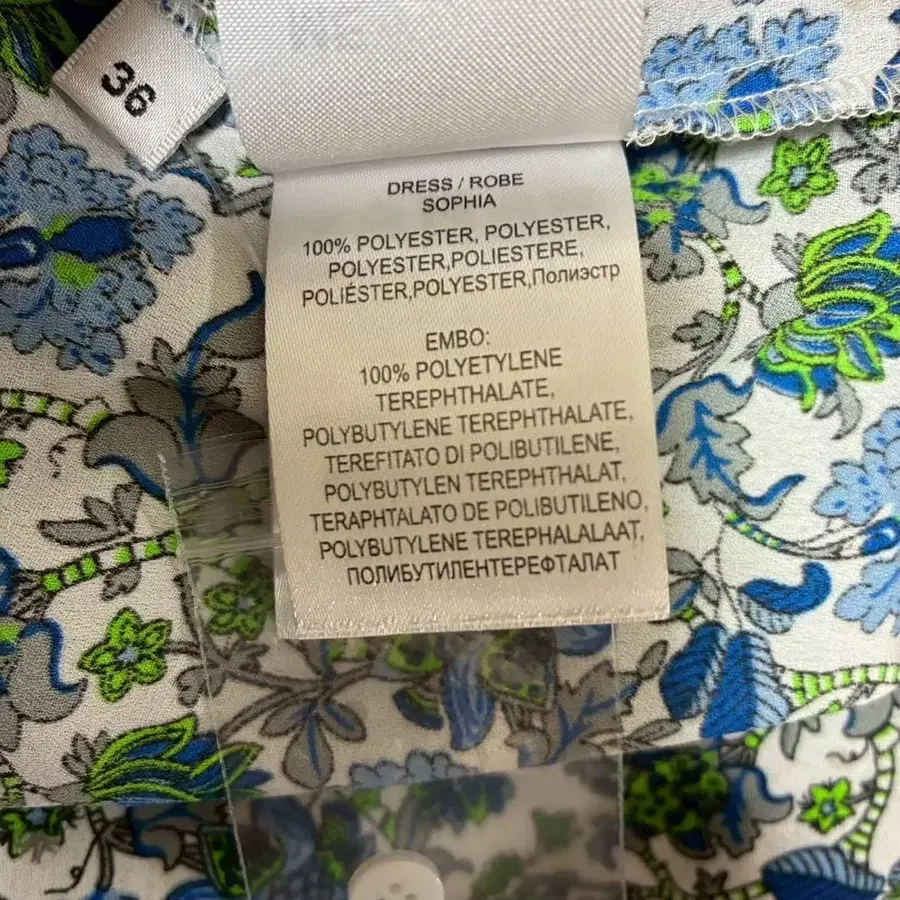 36
DRESS / ROBE
SOPHIA
100% POLYESTER, POLYESTER,
POLYESTER,POLIESTERE,
POLIÉSTER,POLYESTER,Полиэстр
EMBO:
100% POLYETYLENE
TEREPHTHALATE,
POLYBUTYLENE TEREPHTHALATE,
TEREFITATO DI POLIBUTILENE,
POLYBUTYLEN TEREPHTHALAT,
TERAPHTALATO DE POLIBUTILENO,
POLYBUTYLENE TEREPHALALAAT,
ПОЛИБУТИЛЕНТЕРЕФТАЛАТ